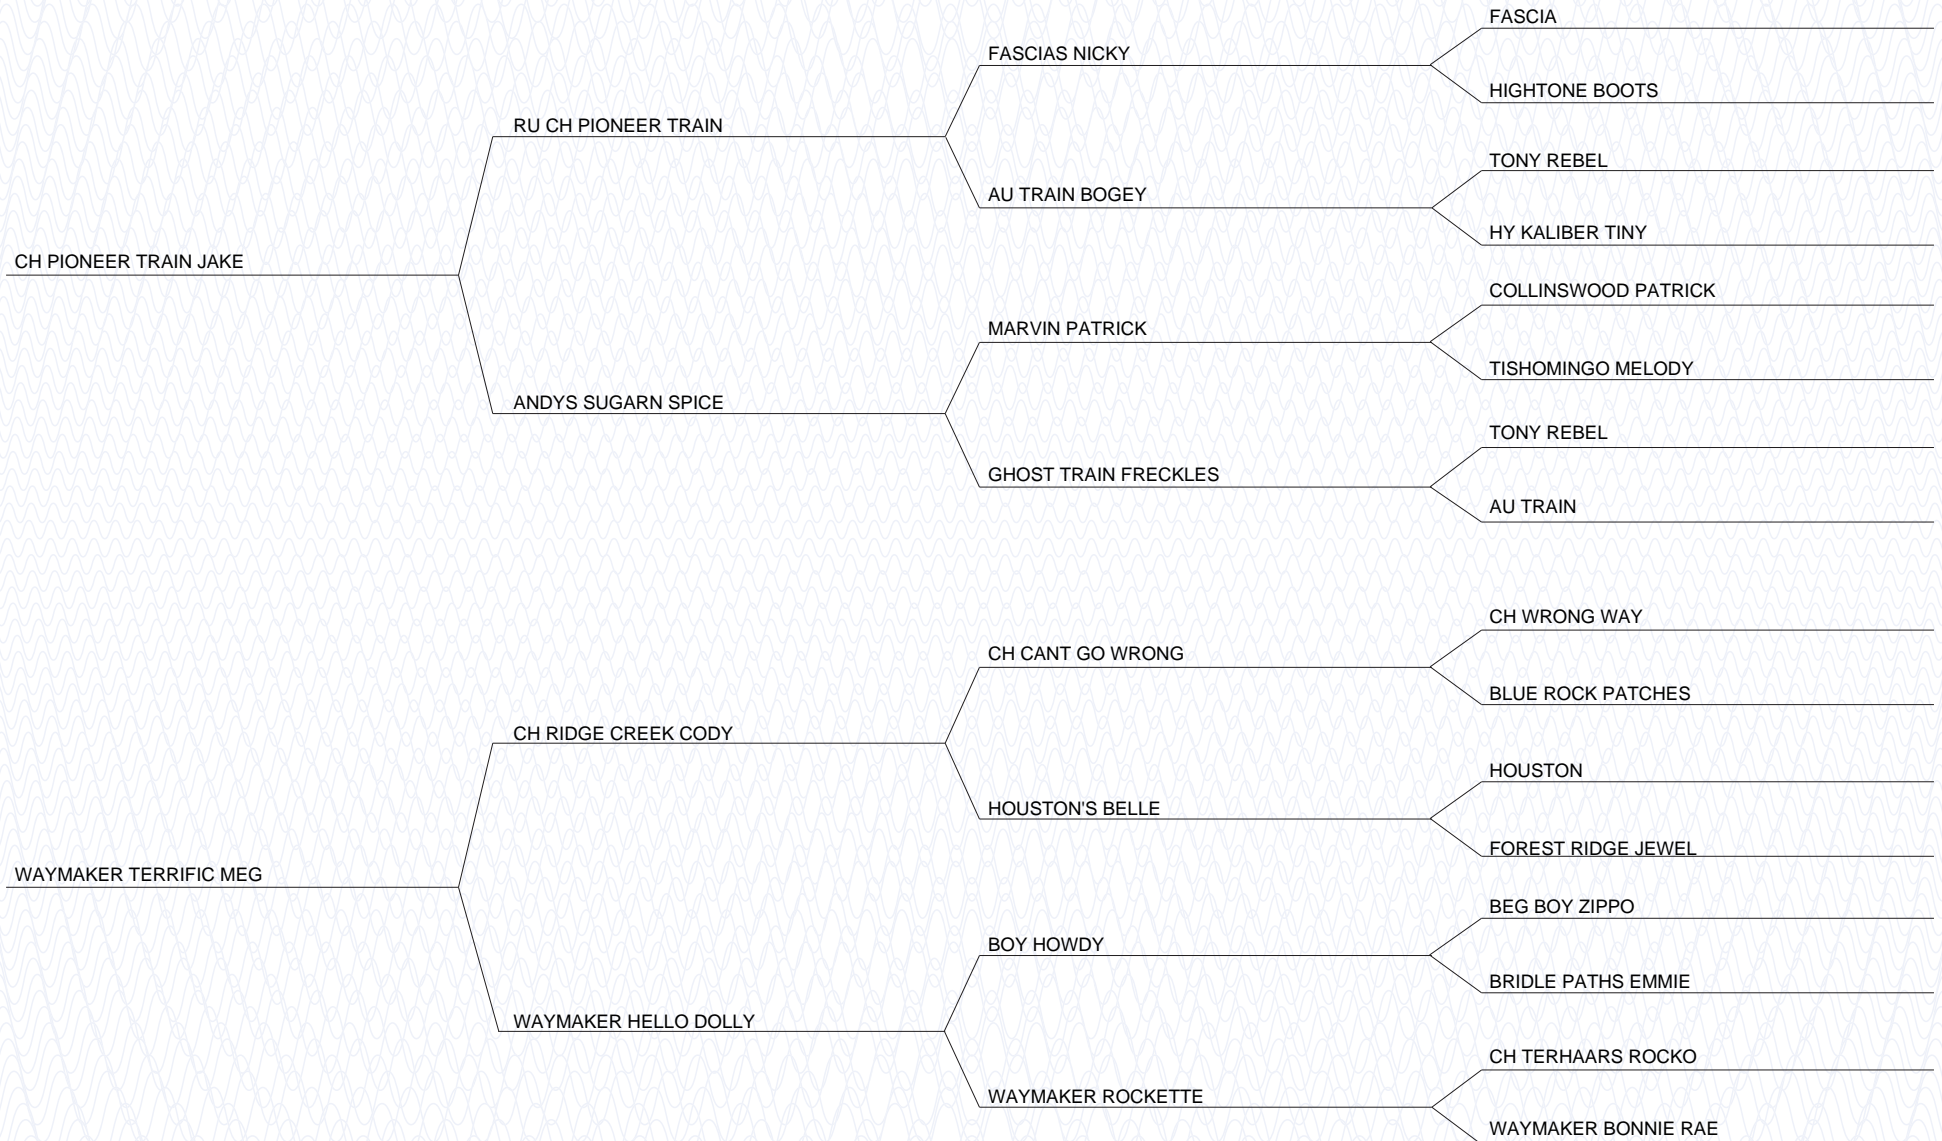 FASCIA
FASCIAS NICKY
HIGHTONE BOOTS
RU CH PIONEER TRAIN
TONY REBEL
AU TRAIN BOGEY
HY KALIBER TINY
CH PIONEER TRAIN JAKE
COLLINSWOOD PATRICK
MARVIN PATRICK
TISHOMINGO MELODY
ANDYS SUGARN SPICE
TONY REBEL
GHOST TRAIN FRECKLES
AU TRAIN
CH WRONG WAY
CH CANT GO WRONG
BLUE ROCK PATCHES
CH RIDGE CREEK CODY
HOUSTON
HOUSTON'S BELLE
FOREST RIDGE JEWEL
WAYMAKER TERRIFIC MEG
BEG BOY ZIPPO
BOY HOWDY
BRIDLE PATHS EMMIE
WAYMAKER HELLO DOLLY
CH TERHAARS ROCKO
WAYMAKER ROCKETTE
WAYMAKER BONNIE RAE